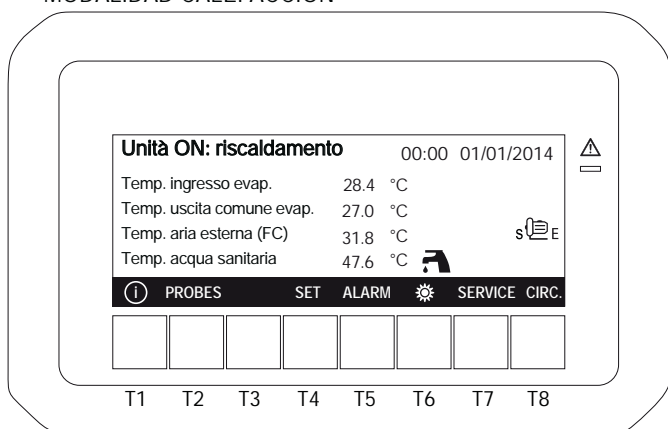 Unità ON: riscaldamento 00:00 01/01/2014
Temp. ingresso evap. 28.4 °C
Temp. uscita comune evap. 27.0 °C
Temp. aria esterna (FC) 31.8 °C
S E
Temp. acqua sanitaria 47.6 °C
i PROBES SET ALARM SERVICE CIRC.
T1 T2 T3 T4 T5 T6 T7 T8